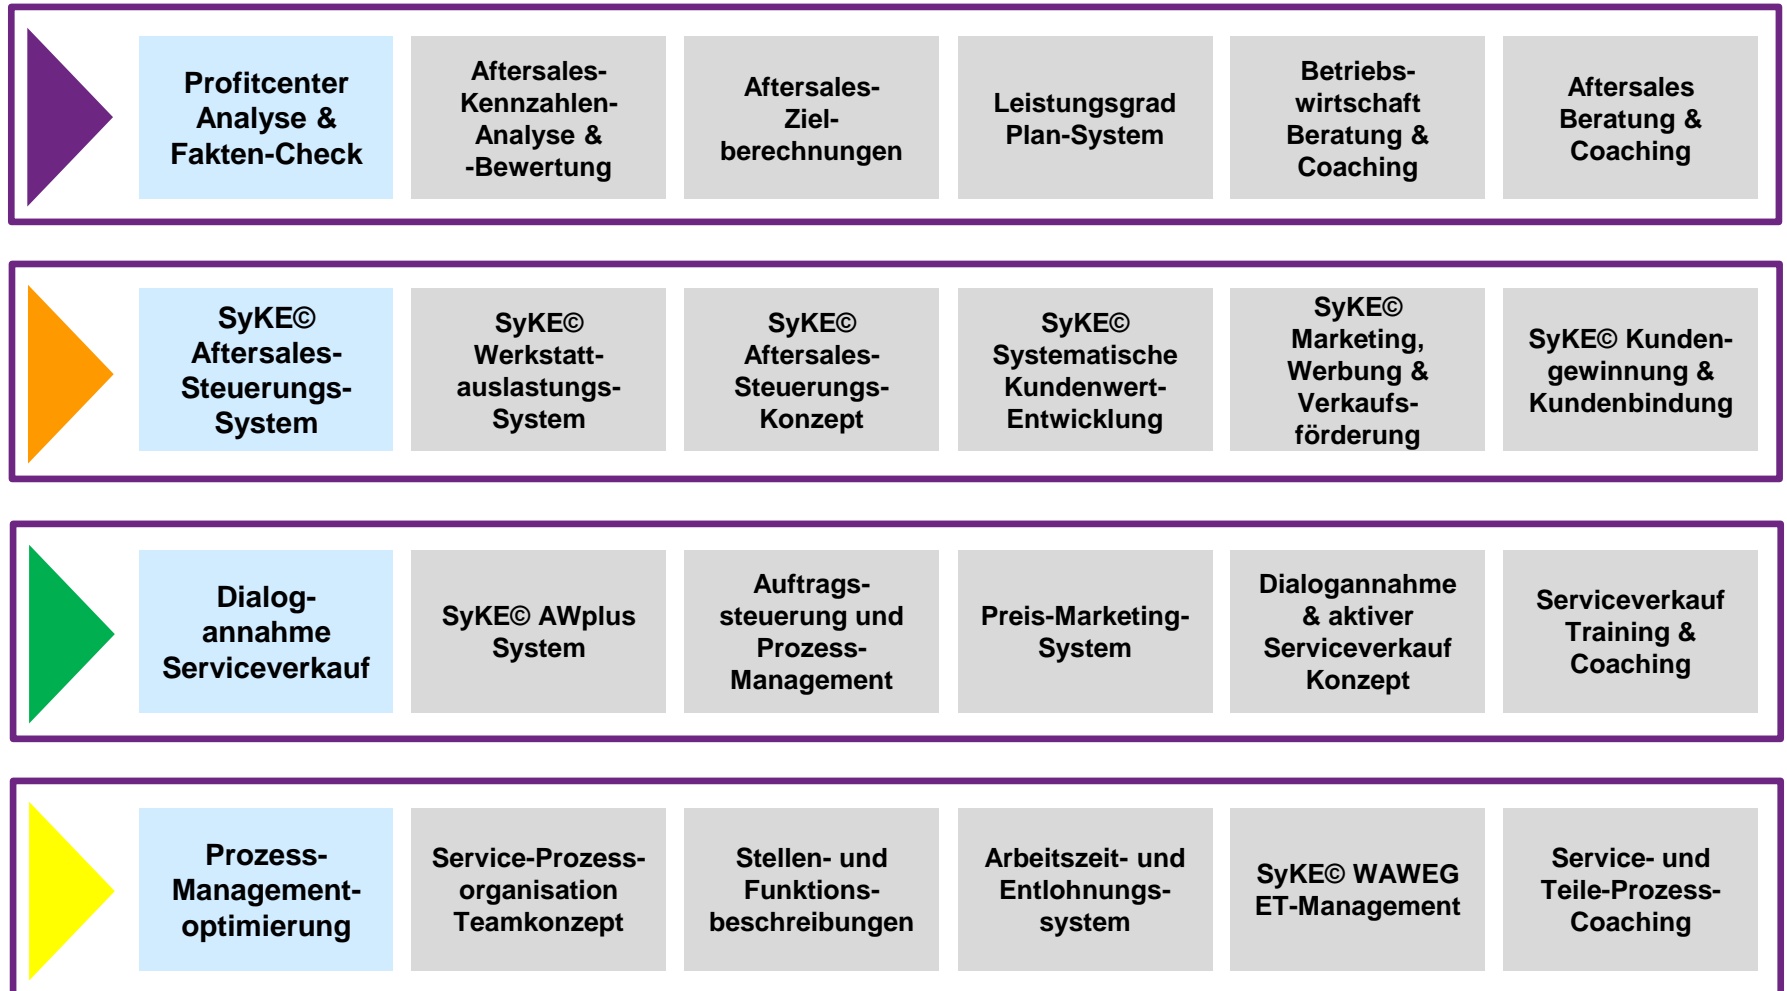 Profitcenter
Analyse &
Fakten-Check
Aftersales-
Kennzahlen-
Analyse &
-Bewertung
Aftersales-
Ziel-
berechnungen
Leistungsgrad
Plan-System
Betriebs-
wirtschaft
Beratung &
Coaching
Aftersales
Beratung &
Coaching
SyKE©
Aftersales-
Steuerungs-
System
SyKE©
Werkstatt-
auslastungs-
System
SyKE©
Aftersales-
Steuerungs-
Konzept
SyKE©
Systematische
Kundenwert-
Entwicklung
SyKE©
Marketing,
Werbung &
Verkaufs-
förderung
SyKE© Kunden-
gewinnung &
Kundenbindung
Dialog-
annahme
Serviceverkauf
SyKE© AWplus
System
Auftrags-
steuerung und
Prozess-
Management
Preis-Marketing-
System
Dialogannahme
& aktiver
Serviceverkauf
Konzept
Serviceverkauf
Training &
Coaching
Prozess-
Management-
optimierung
Service-Prozess-
organisation
Teamkonzept
Stellen- und
Funktions-
beschreibungen
Arbeitszeit- und
Entlohnungs-
system
SyKE© WAWEG
ET-Management
Service- und
Teile-Prozess-
Coaching